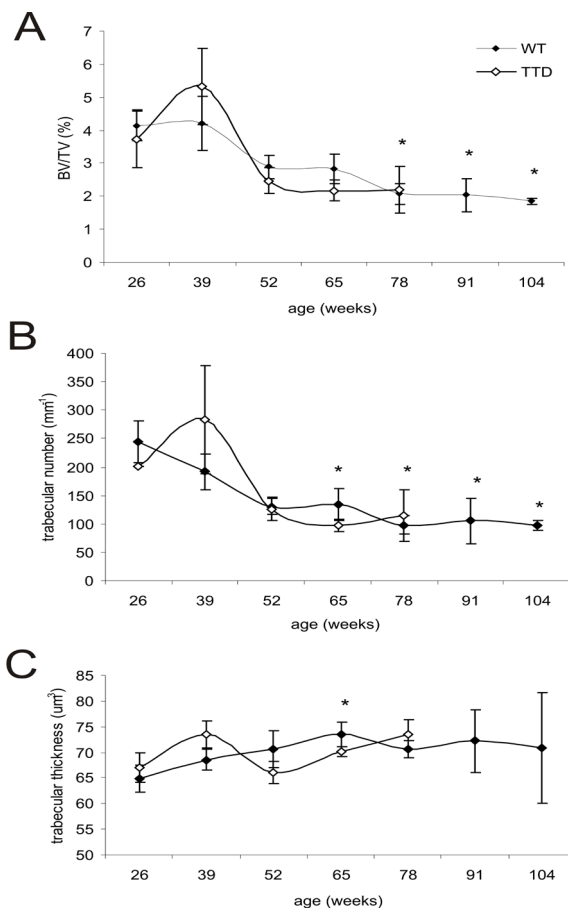 A
WT
TTD
BV/TV (%)
7
6
5
4
3
2
1
0
* * *
26 39 52 65 78 91 104
age (weeks)
B
trabecular number (mm¹)
400
350
300
250
200
150
100
50
0
* * * *
26 39 52 65 78 91 104
age (weeks)
C
trabecular thickness (um³)
85
80
75
70
65
60
55
50
*
26 39 52 65 78 91 104
age (weeks)